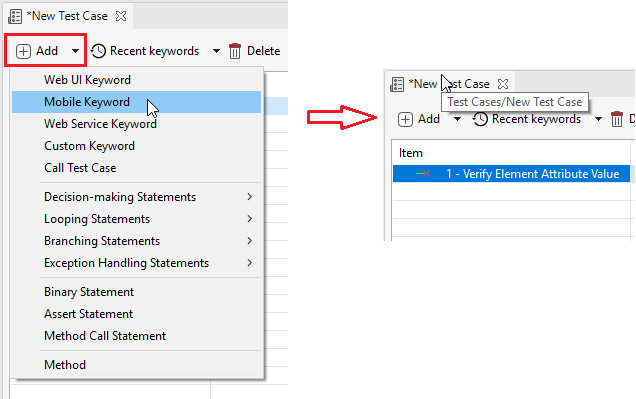 *New Test Case
Add
Recent keywords
Delete
Web UI Keyword
Mobile Keyword
Web Service Keyword
Custom Keyword
Call Test Case
Decision-making Statements
Looping Statements
Branching Statements
Exception Handling Statements
Binary Statement
Assert Statement
Method Call Statement
Method
*New Test Case
Test Cases/New Test Case
Add
Recent keywords
D
Item
1 - Verify Element Attribute Value